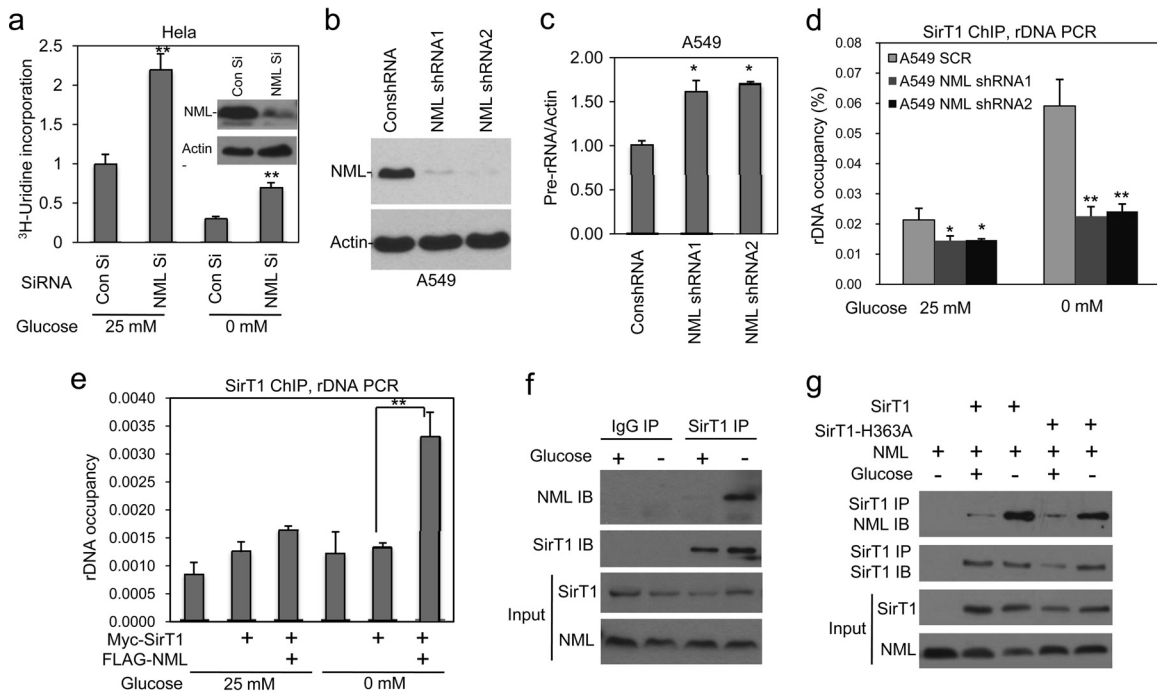 a
Hela
³H-Uridine incorporation
2.5
2
1.5
1
0.5
0
**
**
Con Si
NML Si
NML-
Actin
-
SiRNA
Con Si
NML Si
Con Si
NML Si
Glucose
25 mM
0 mM
b
ConshRNA
NML shRNA1
NML shRNA2
NML-
Actin-
A549
c
A549
Pre-rRNA/Actin
2.00
1.50
1.00
0.50
0.00
*
*
ConshRNA
NML shRNA1
NML shRNA2
d
SirT1 ChIP, rDNA PCR
rDNA occupancy (%)
0.08
0.07
0.06
0.05
0.04
0.03
0.02
0.01
0.00
A549 SCR
A549 NML shRNA1
A549 NML shRNA2
* *
** **
Glucose 25 mM 0 mM
e
SirT1 ChIP, rDNA PCR
rDNA occupancy
0.0040
0.0035
0.0030
0.0025
0.0020
0.0015
0.0010
0.0005
0.0000
**
Myc-SirT1 + + + +
FLAG-NML + +
Glucose 25 mM 0 mM
f
IgG IP SirT1 IP
Glucose + - + -
NML IB
SirT1 IB
Input
SirT1
NML
g
SirT1 + +
SirT1-H363A + +
NML + + + + +
Glucose - + - + -
SirT1 IP
NML IB
SirT1 IP
SirT1 IB
Input
SirT1
NML